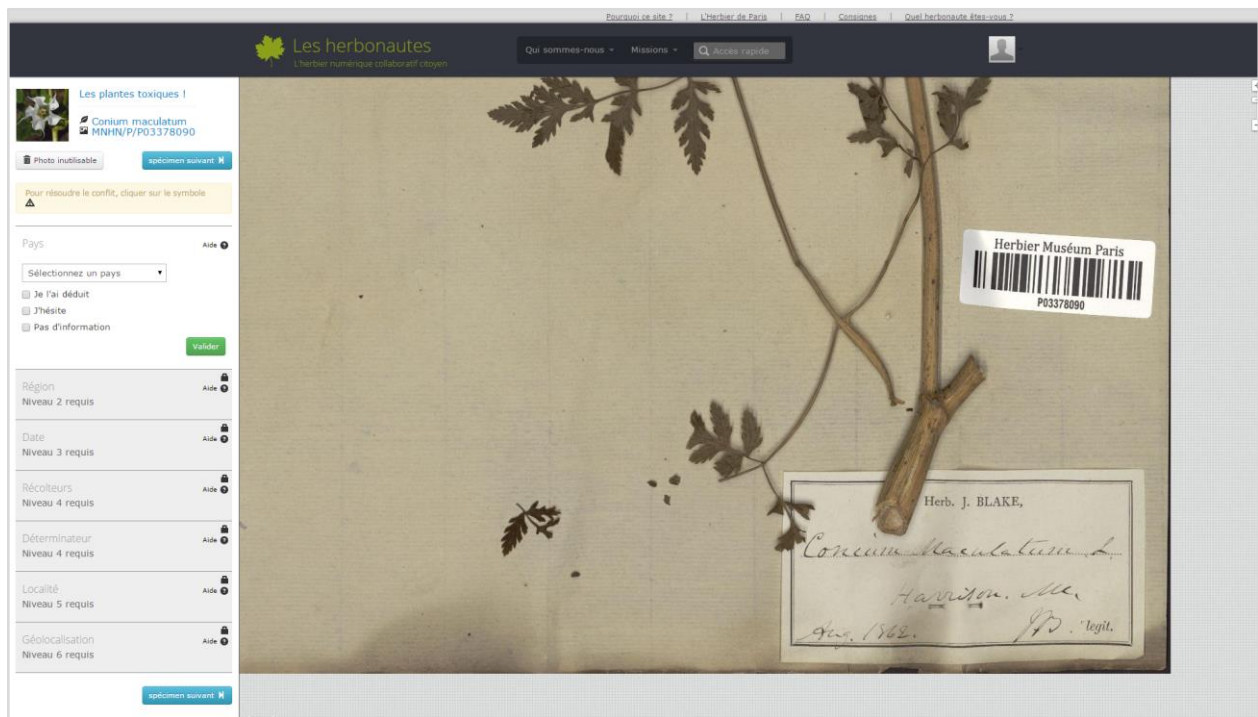 Pourquoi ce site ? | L'Herbier de Paris | FAQ | Consignes | Quel herbonaute êtes-vous ?
Les herbonautes
L'herbier numérique collaboratif citoyen
Qui sommes-nous
Missions
Accès rapide
Les plantes toxiques !
Conium maculatum
MNHN/P/P03378090
Photo inutilisable
spécimen suivant
Pour résoudre le conflit, cliquer sur le symbole
Pays
Aide
Sélectionnez un pays
Je l'ai déduit
J'hésite
Pas d'information
Valider
Région
Aide
Niveau 2 requis
Date
Aide
Niveau 3 requis
Récolteurs
Aide
Niveau 4 requis
Déterminateur
Aide
Niveau 4 requis
Localité
Aide
Niveau 5 requis
Géolocalisation
Aide
Niveau 6 requis
spécimen suivant
Herbier Muséum Paris
P03378090
Herb. J. BLAKE,
Conium Maculatum L.
Harrison. Me.
Aug. 1862. JB. legit.